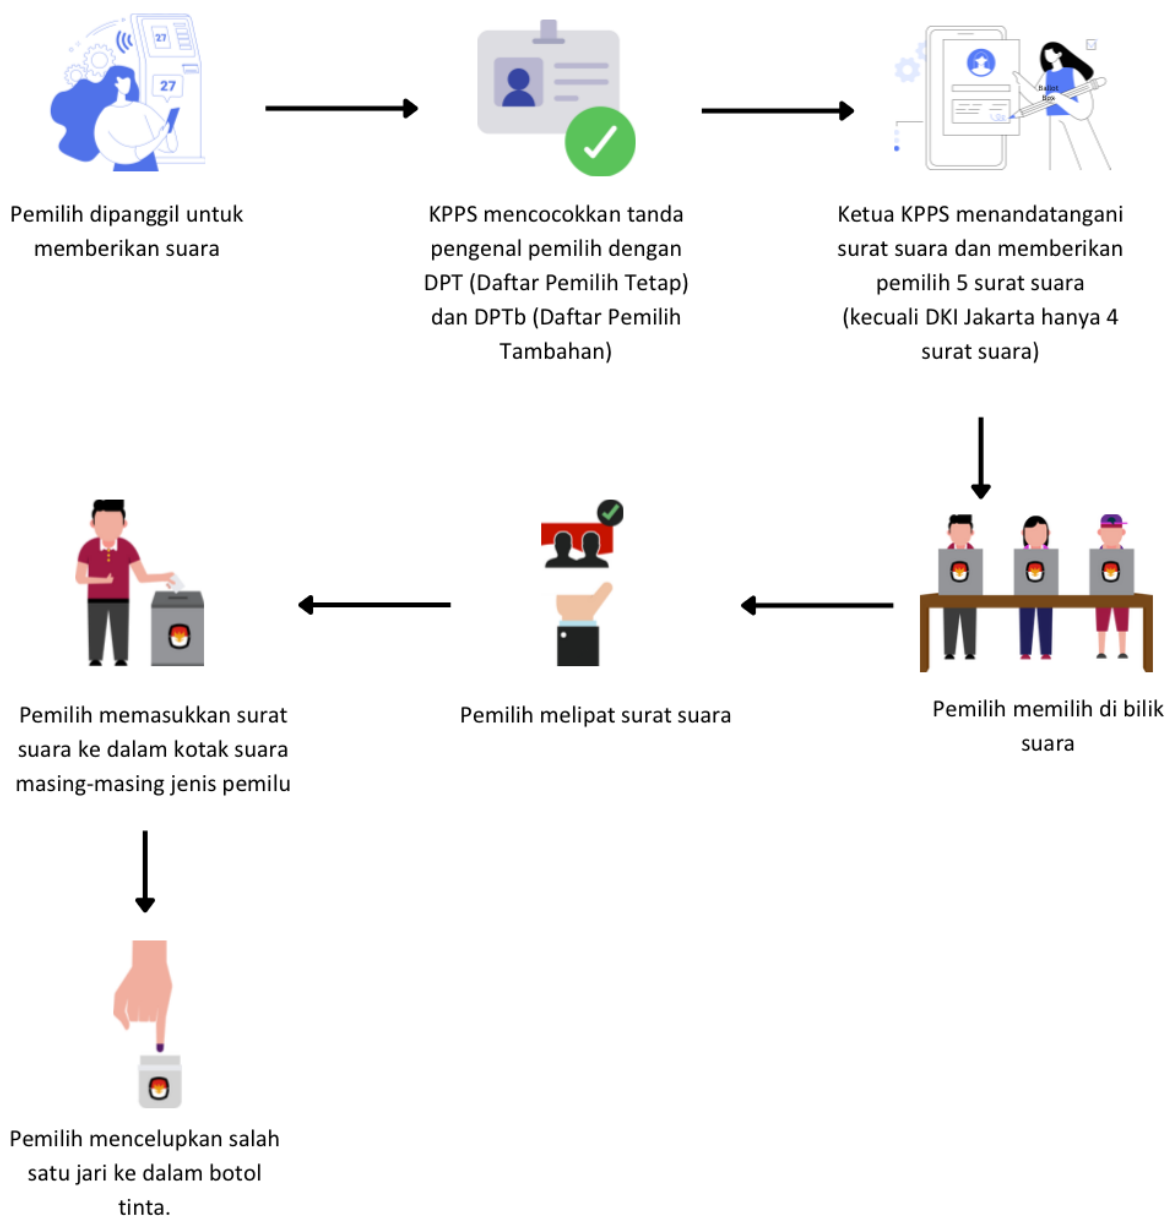 27
27
Ballot
Pemilih dipanggil untuk
memberikan suara
KPPS mencocokkan tanda
pengenal pemilih dengan
DPT (Daftar Pemilih Tetap)
dan DPTb (Daftar Pemilih
Tambahan)
Ketua KPPS menandatangani
surat suara dan memberikan
pemilih 5 surat suara
(kecuali DKI Jakarta hanya 4
surat suara)
Pemilih memilih di bilik
suara
Pemilih melipat surat suara
Pemilih memasukkan surat
suara ke dalam kotak suara
masing-masing jenis pemilu
Pemilih mencelupkan salah
satu jari ke dalam botol
tinta.